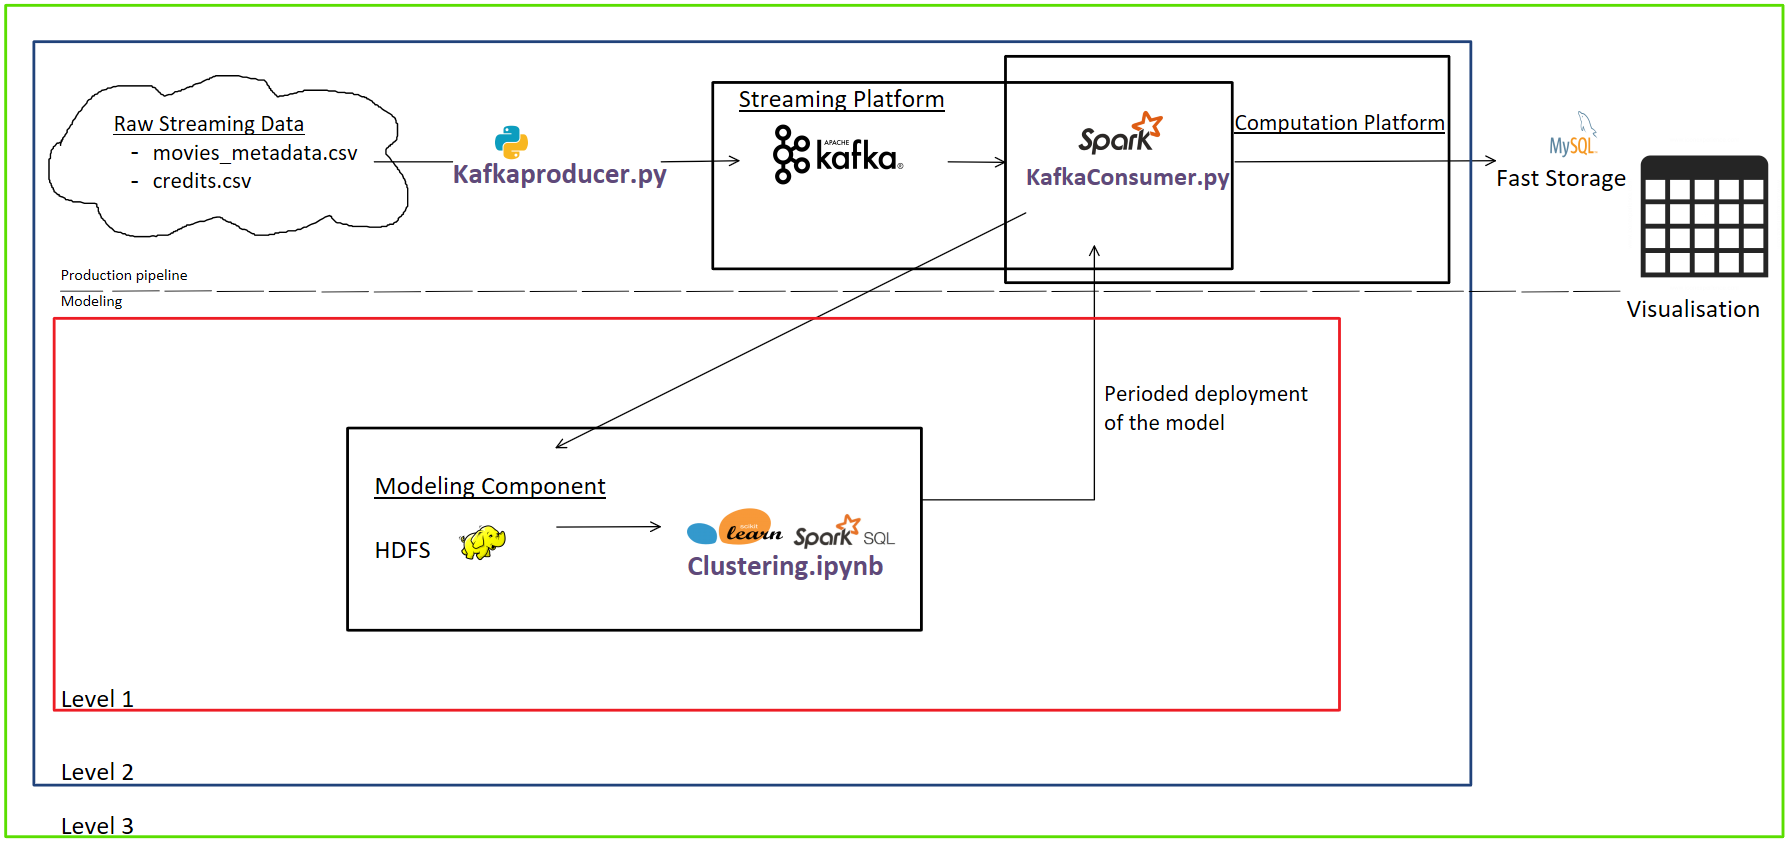 Raw Streaming Data
- movies_metadata.csv
- credits.csv
Kafkaproducer.py
Streaming Platform
APACHE
kafka®
Spark
KafkaConsumer.py
Computation Platform
MySQL
Fast Storage
Visualisation
Production pipeline
Modeling
Perioded deployment
of the model
Modeling Component
HDFS
scikit
learn
Spark SQL
Clustering.ipynb
Level 1
Level 2
Level 3